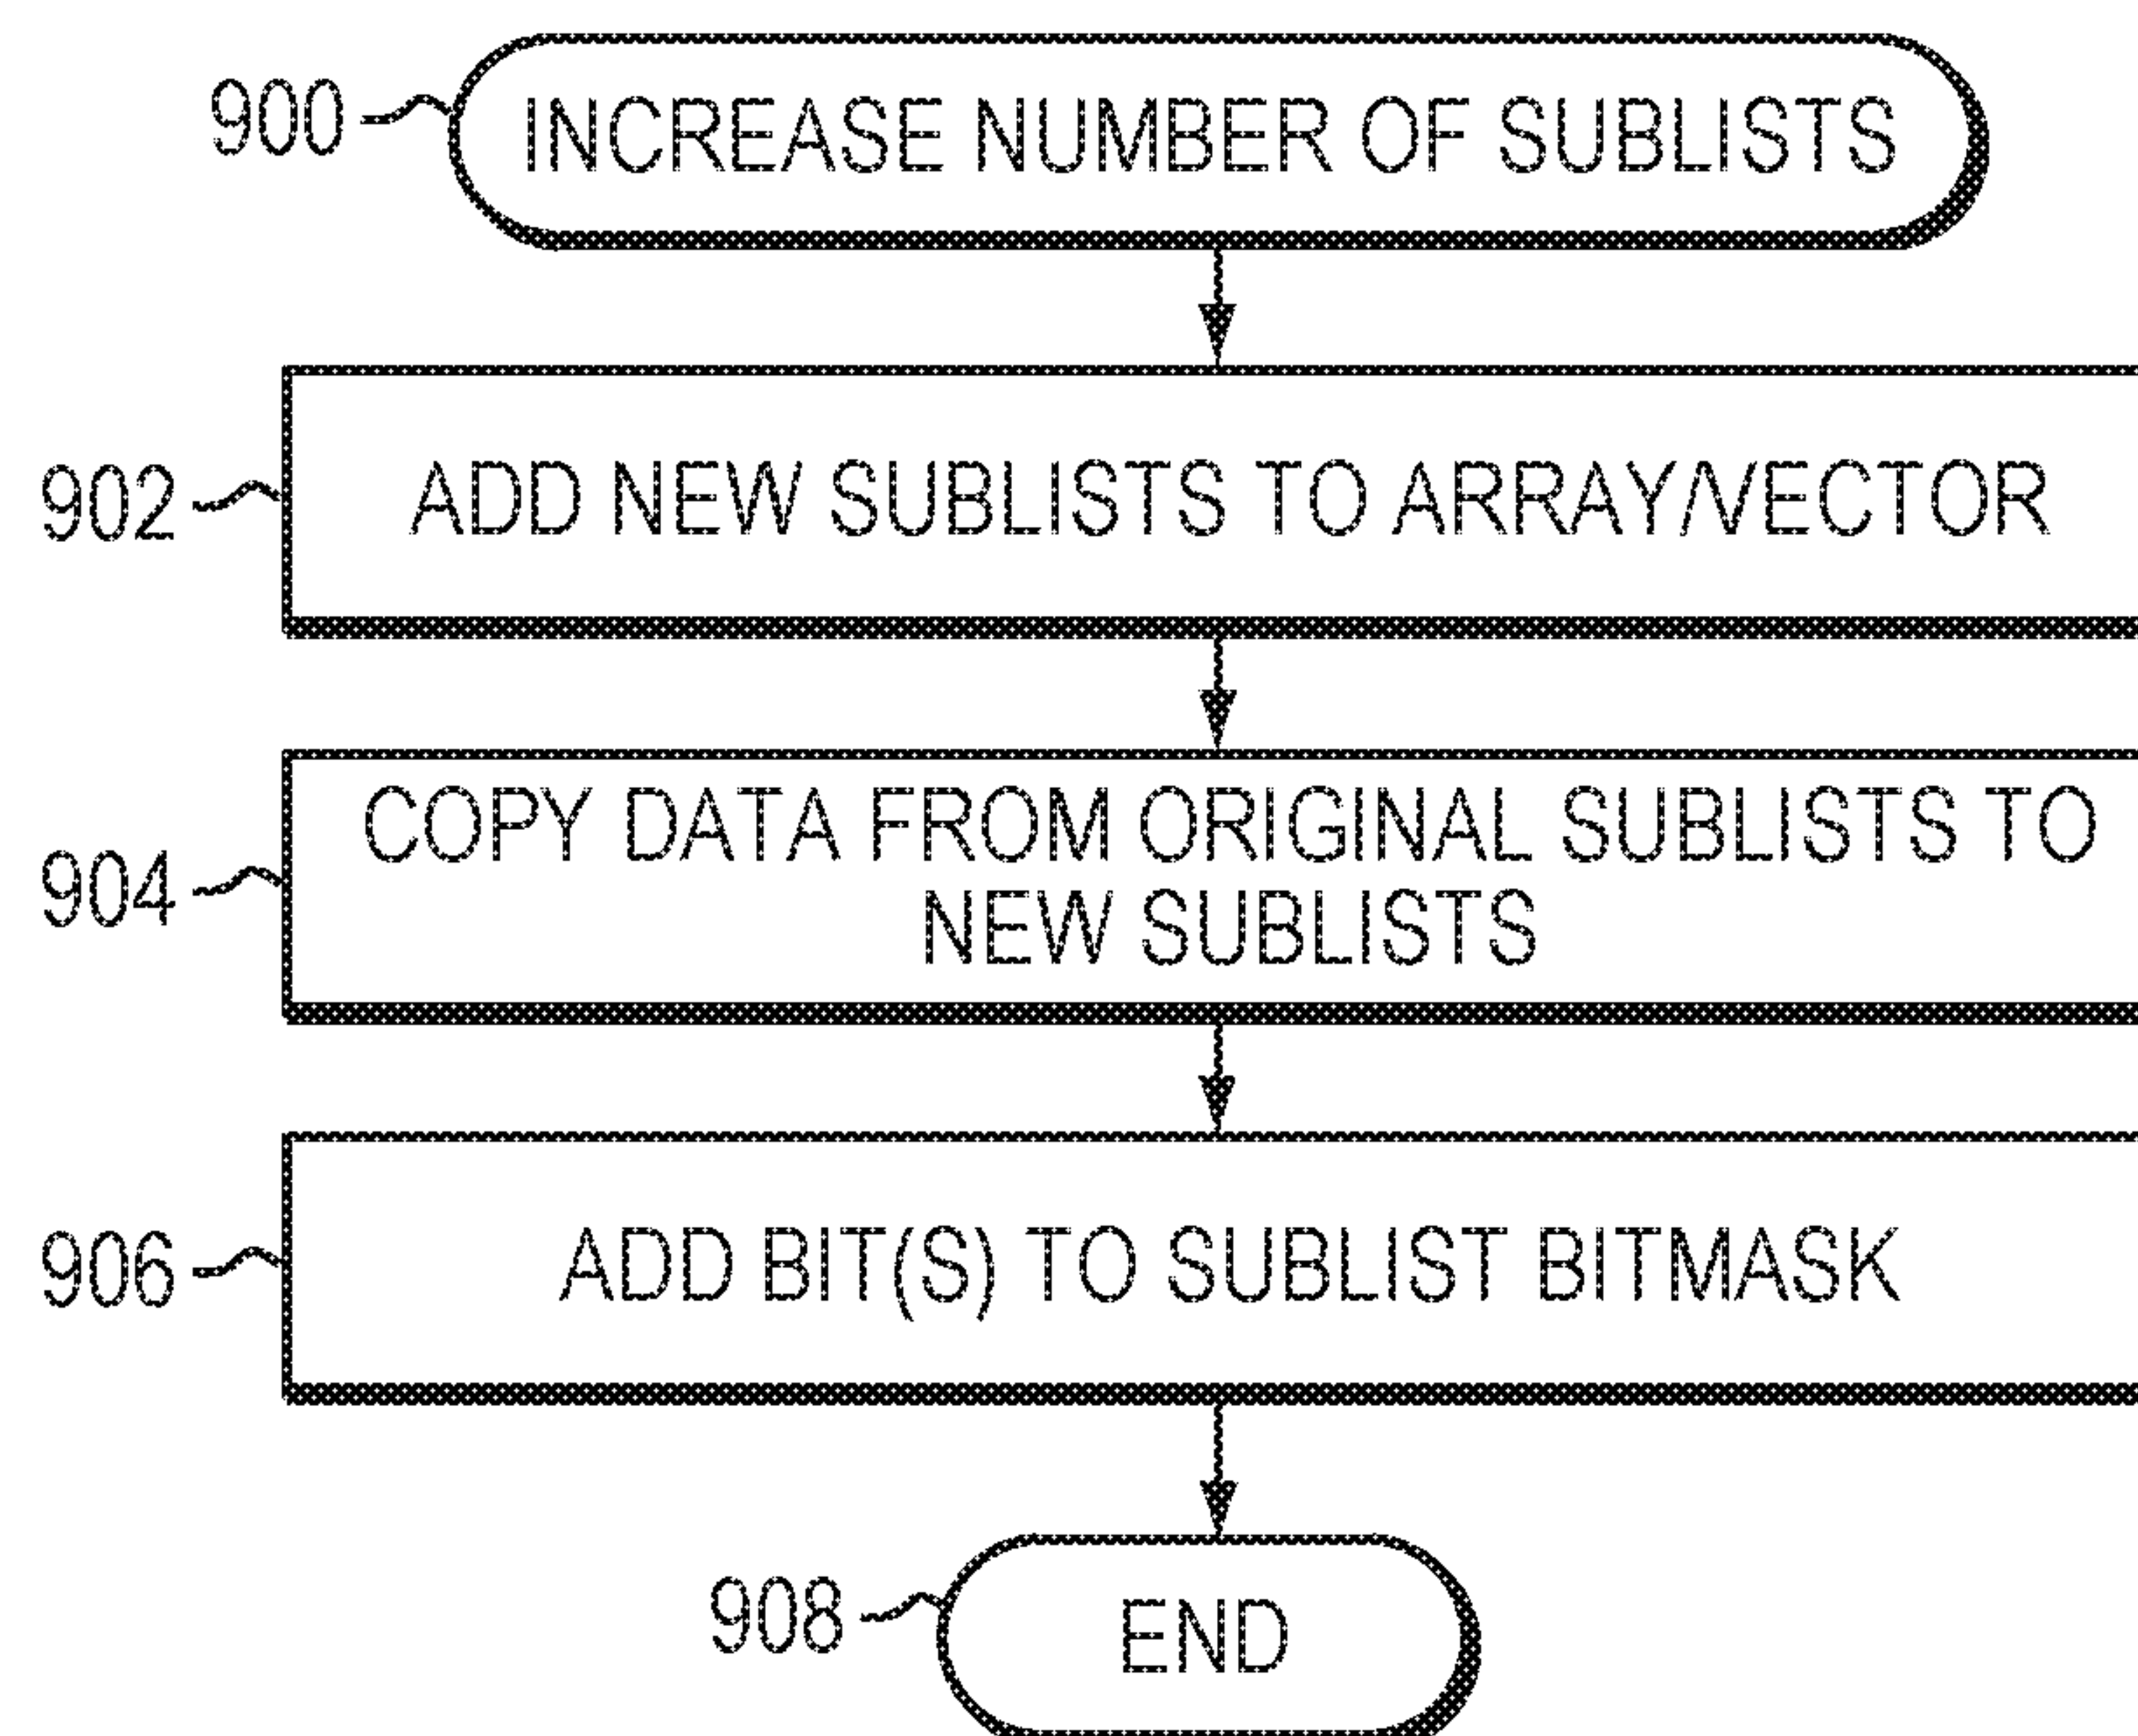 900 INCREASE NUMBER OF SUBLISTS
902 ADD NEW SUBLISTS TO ARRAY/VECTOR
COPY DATA FROM ORIGINAL SUBLISTS TO
904 NEW SUBLISTS
906 ADD BIT(S) TO SUBLIST BITMASK
908 END